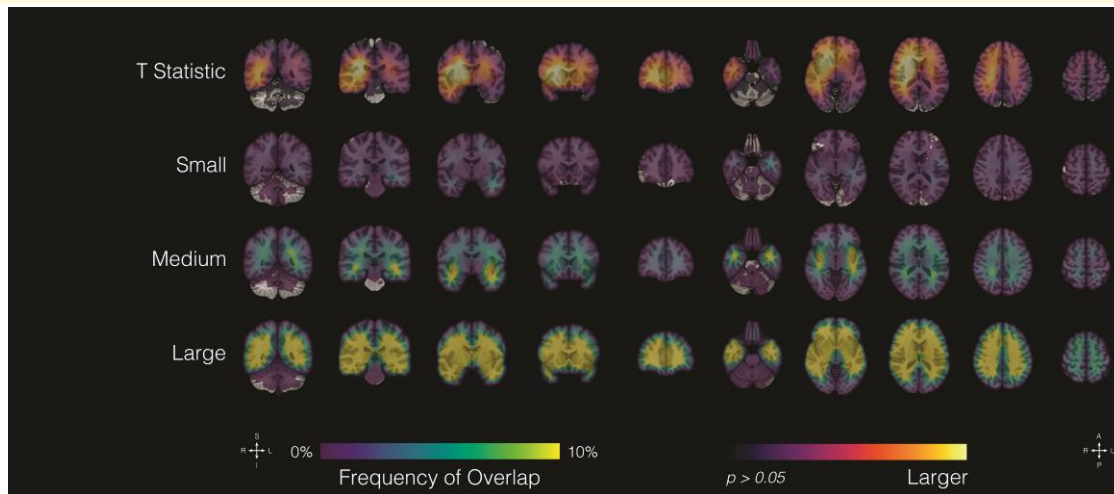 T Statistic
Small
Medium
Large
S
R L
I
0% 10%
Frequency of Overlap
p > 0.05 Larger
A
R L
P